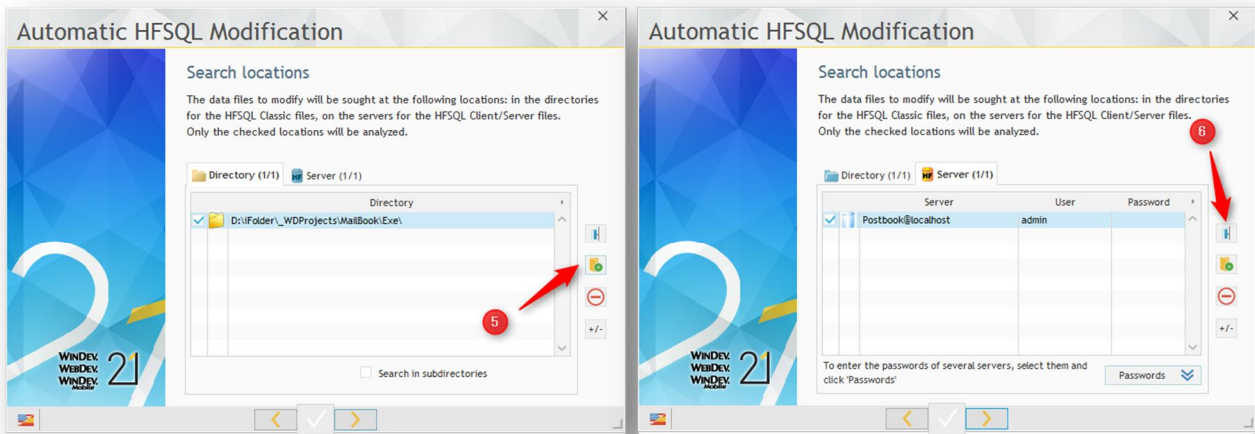 Automatic HFSQL Modification
Search locations
The data files to modify will be sought at the following locations: in the directories
for the HFSQL Classic files, on the servers for the HFSQL Client/Server files.
Only the checked locations will be analyzed.
Directory (1/1)
HF Server (1/1)
Directory
D:\iFolder\_WDProjects\MailBook\Exe\
5
+/-
Search in subdirectories
WINDEV.
WEBDEV.
WINDEV.
Mobile
21
Automatic HFSQL Modification
Search locations
The data files to modify will be sought at the following locations: in the directories
for the HFSQL Classic files, on the servers for the HFSQL Client/Server files.
Only the checked locations will be analyzed.
6
Directory (1/1)
HF Server (1/1)
Server User Password
Postbook@localhost admin
+/-
To enter the passwords of several servers, select them and
click 'Passwords'
Passwords
WINDEV.
WEBDEV.
WINDEV.
Mobile
21